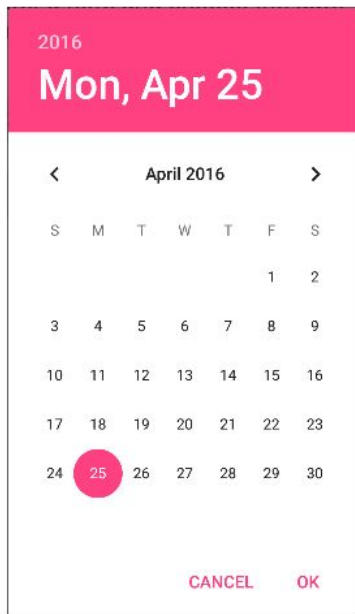 2016
Mon, Apr 25
April 2016
S M T W T F S
1 2
3 4 5 6 7 8 9
10 11 12 13 14 15 16
17 18 19 20 21 22 23
24 25 26 27 28 29 30
CANCEL OK